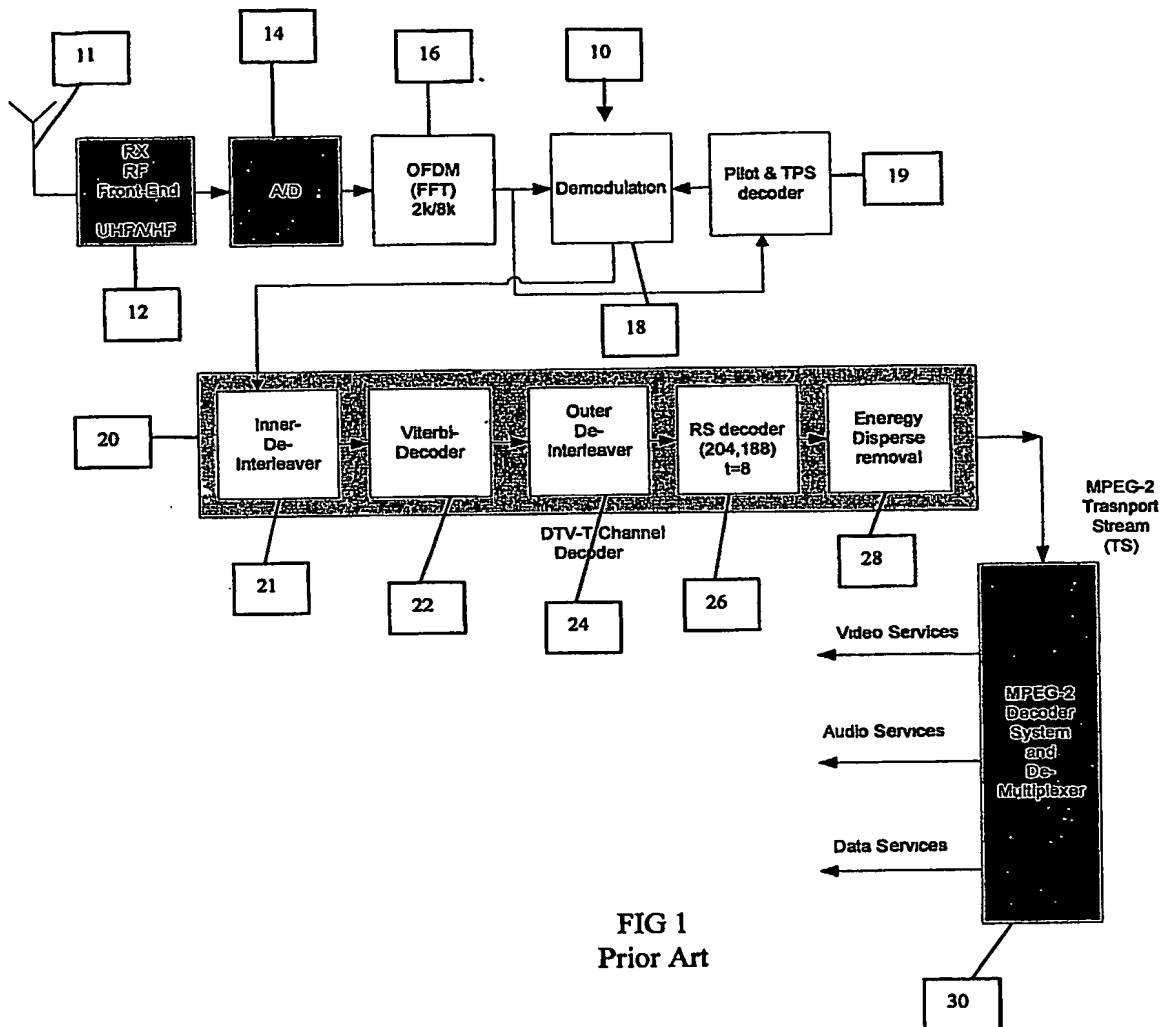 11
14
16
10
RX
RF
Front-End
UHF/VHF
A/D
OFDM
(FFT)
2k/8k
Demodulation
Pilot & TPS
decoder
19
12
18
20
Inner-
De-
Interleaver
Viterbi-
Decoder
Outer
De-
Interleaver
RS decoder
(204,188)
t=8
Eneregy
Disperse
removal
DTV-T Channel
Decoder
MPEG-2
Trasnport
Stream
(TS)
21
22
24
26
28
Video Services
Audio Services
Data Services
MPEG-2
Decoder
System
and
De-
Multiplexer
FIG 1
Prior Art
30